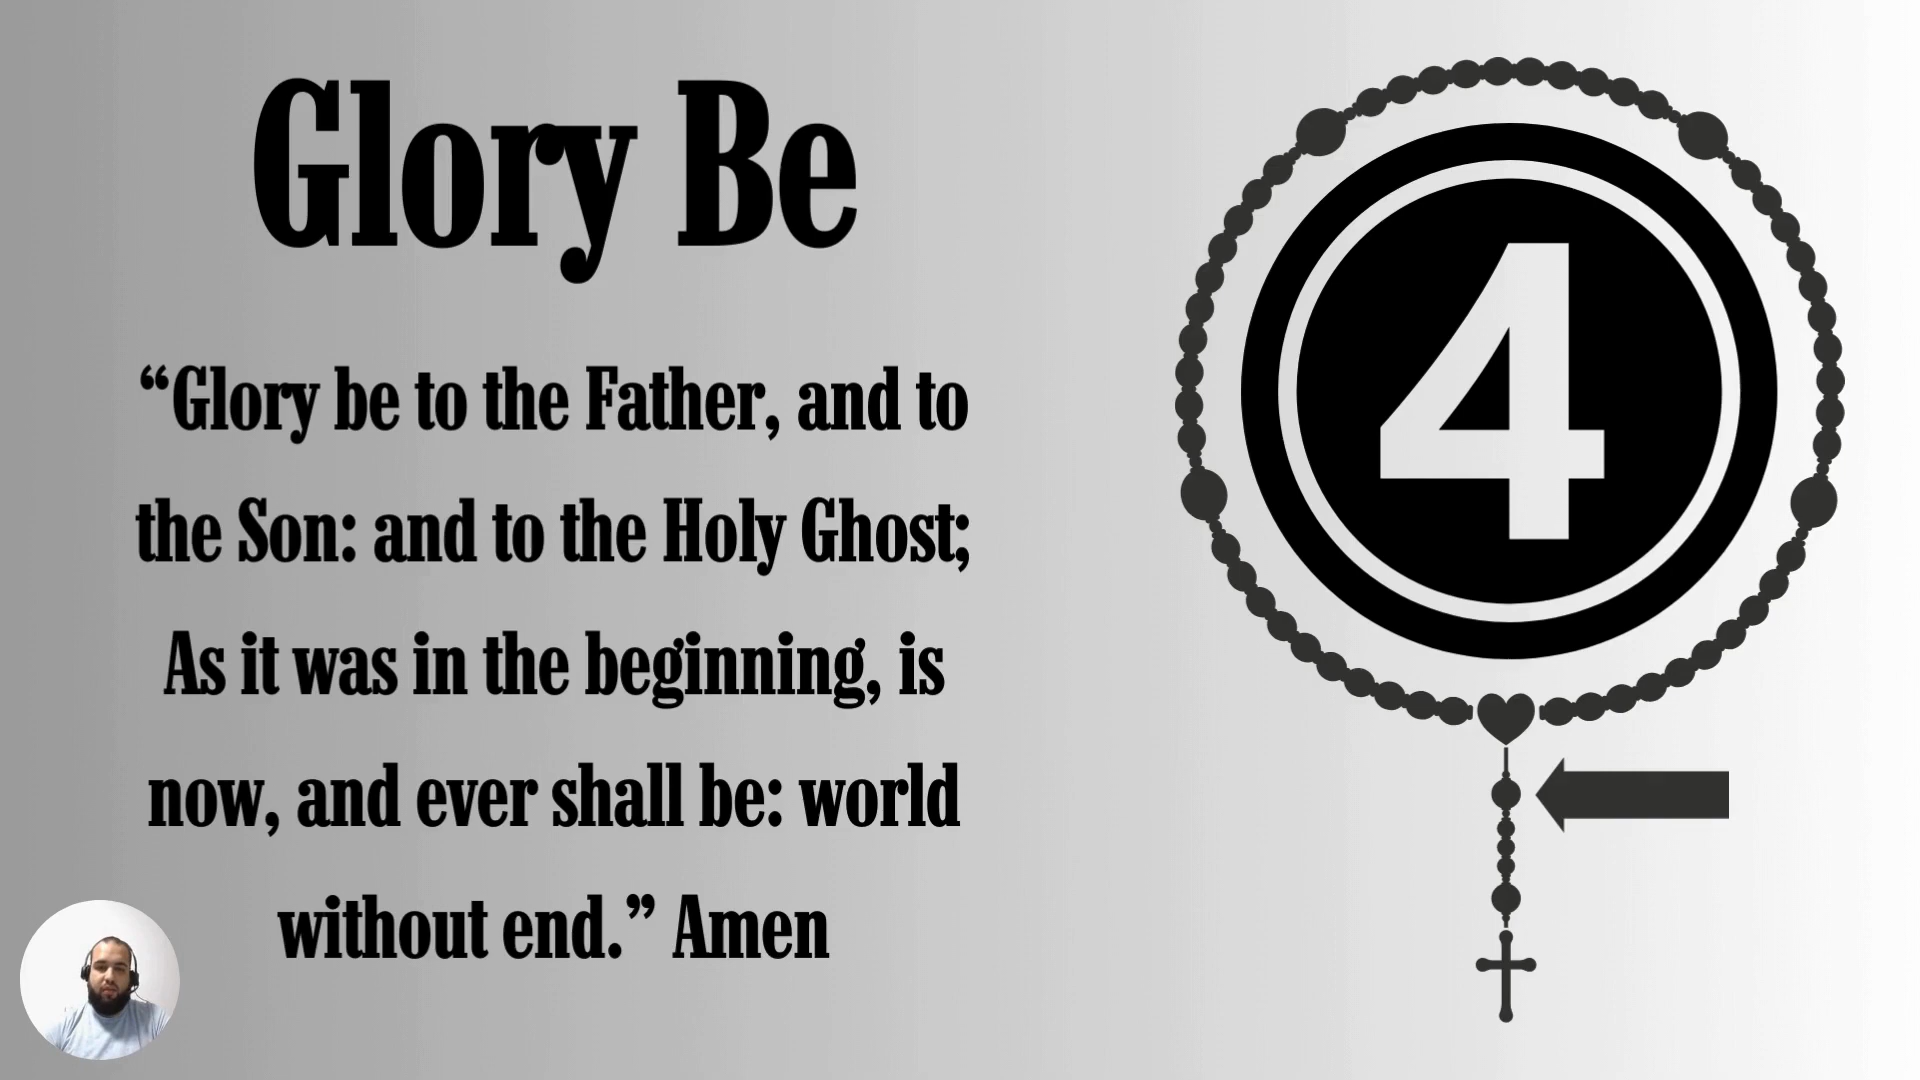 Glory Be
“Glory be to the Father, and to
the Son: and to the Holy Ghost;
As it was in the beginning, is
now, and ever shall be: world
without end.” Amen
4